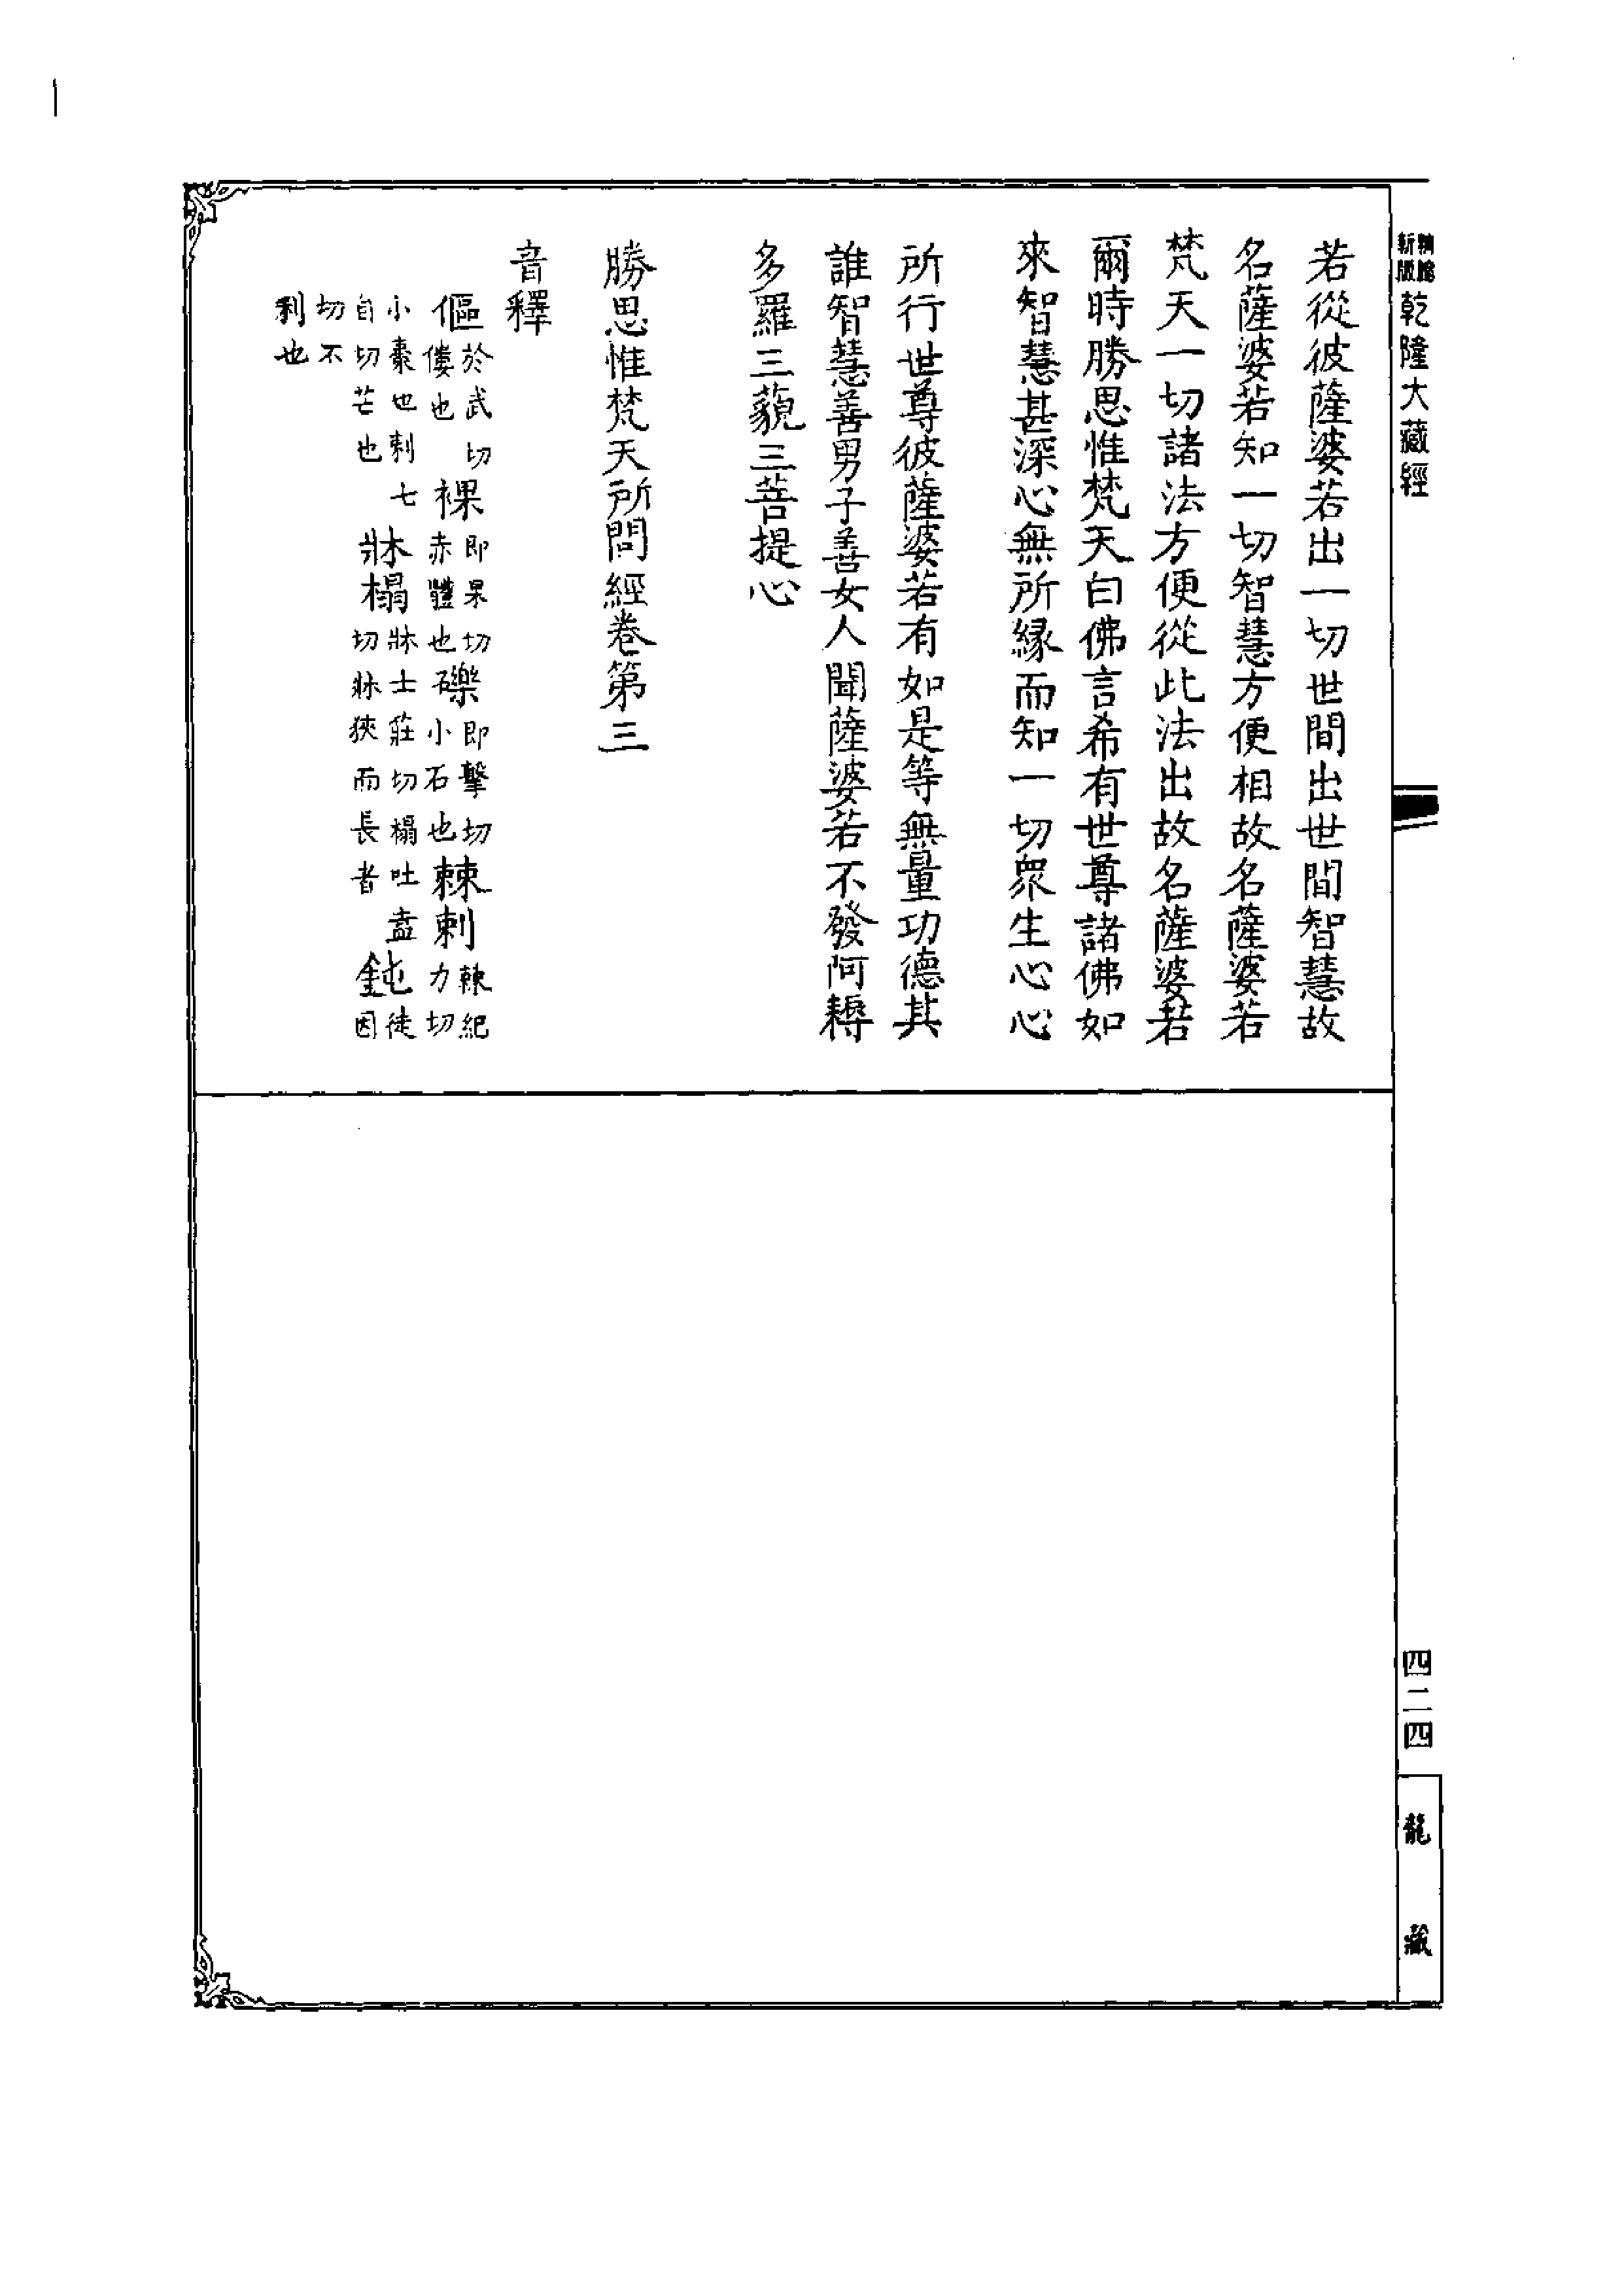 精縮
新版
乾隆大藏經
若從彼薩婆若出一切世間出世間智慧故
名薩婆若知一切智慧方便相故名薩婆若
梵天一切諸法方便從此法出故名薩婆若
爾時勝思惟梵天白佛言希有世尊諸佛如
來智慧甚深心無所緣而知一切眾生心心
所行世尊彼薩婆若有如是等無量功德其
誰智慧善男子善女人聞薩婆若不發阿耨
多羅三藐三菩提心
勝思惟梵天所問經卷第三
音釋
傴於武切僂也裸即果切赤體也礫即擊切小石也棘刺棘紀力切
小棗也刺七自切芒也牀榻牀士莊切榻吐盍切牀狹而長者鈍徒困
切不利也
四二四
龍藏